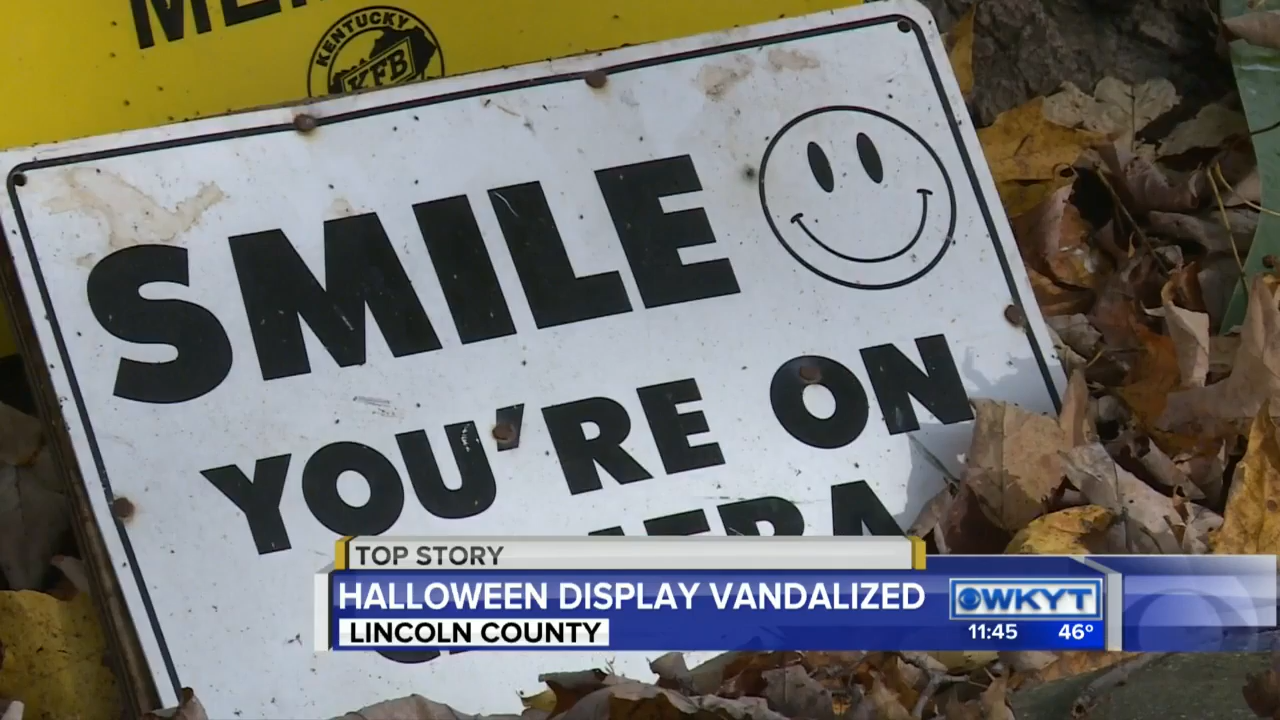 KENTUCKY
KFB
SMILE
YOU'RE ON
TOP STORY
HALLOWEEN DISPLAY VANDALIZED
WKYT
LINCOLN COUNTY
11:45 46°